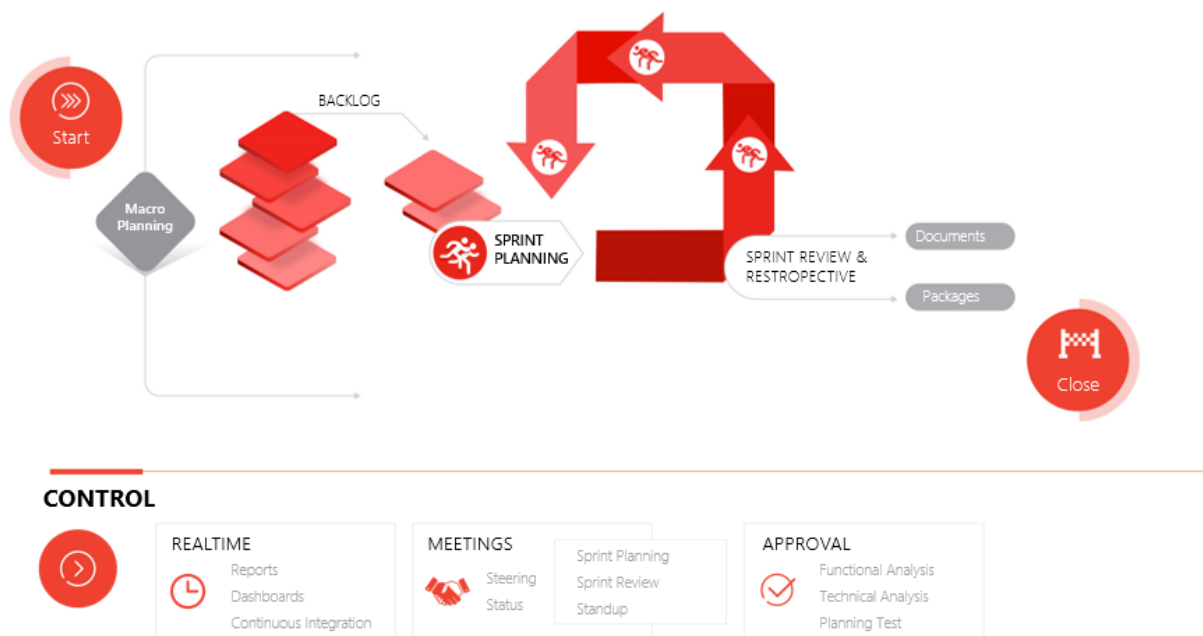 Start
BACKLOG
Macro
Planning
SPRINT
PLANNING
SPRINT REVIEW &
RESTROPECTIVE
Documents
Packages
Close
CONTROL
REALTIME
Reports
Dashboards
Continuous Integration
MEETINGS
Steering
Status
Sprint Planning
Sprint Review
Standup
APPROVAL
Functional Analysis
Technical Analysis
Planning Test